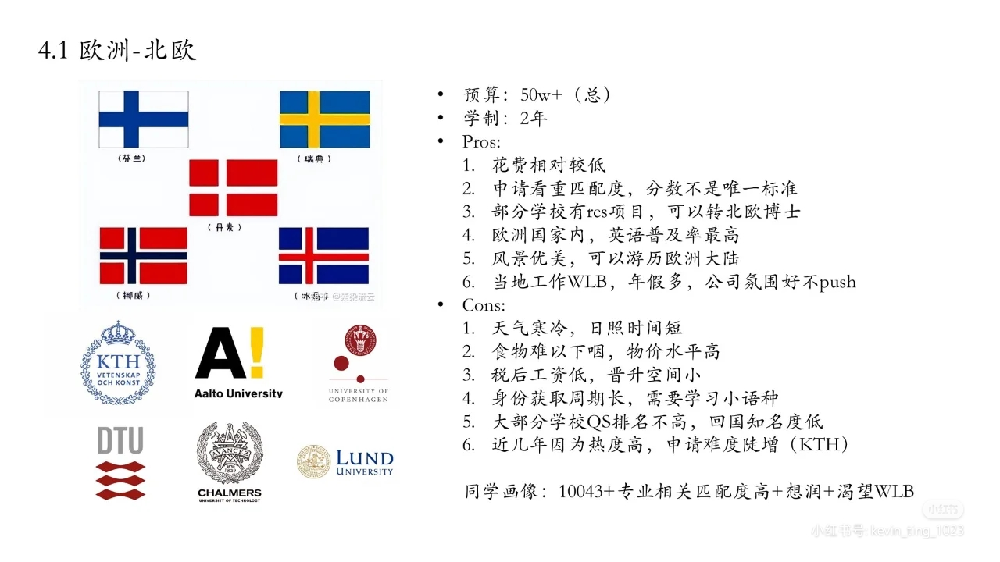 4.1 欧洲-北欧
（芬兰）
（瑞典）
（丹麦）
（挪威）
（冰岛）
知乎 @紫染流云
KTH
VETENSKAP
OCH KONST
A!
Aalto University
UNIVERSITY OF
COPENHAGEN
DTU
AVANCEZ
1829
CHALMERS
UNIVERSITY OF TECHNOLOGY
LUND
UNIVERSITY
• 预算：50w+（总）
• 学制：2年
• Pros:
1. 花费相对较低
2. 申请看重匹配度，分数不是唯一标准
3. 部分学校有res项目，可以转北欧博士
4. 欧洲国家内，英语普及率最高
5. 风景优美，可以游历欧洲大陆
6. 当地工作WLB，年假多，公司氛围好不push
• Cons:
1. 天气寒冷，日照时间短
2. 食物难以下咽，物价水平高
3. 税后工资低，晋升空间小
4. 身份获取周期长，需要学习小语种
5. 大部分学校QS排名不高，回国知名度低
6. 近几年因为热度高，申请难度陡增（KTH）
同学画像：10043+专业相关匹配度高+想润+渴望WLB
小红书
小红书号: kevin_ting_1023